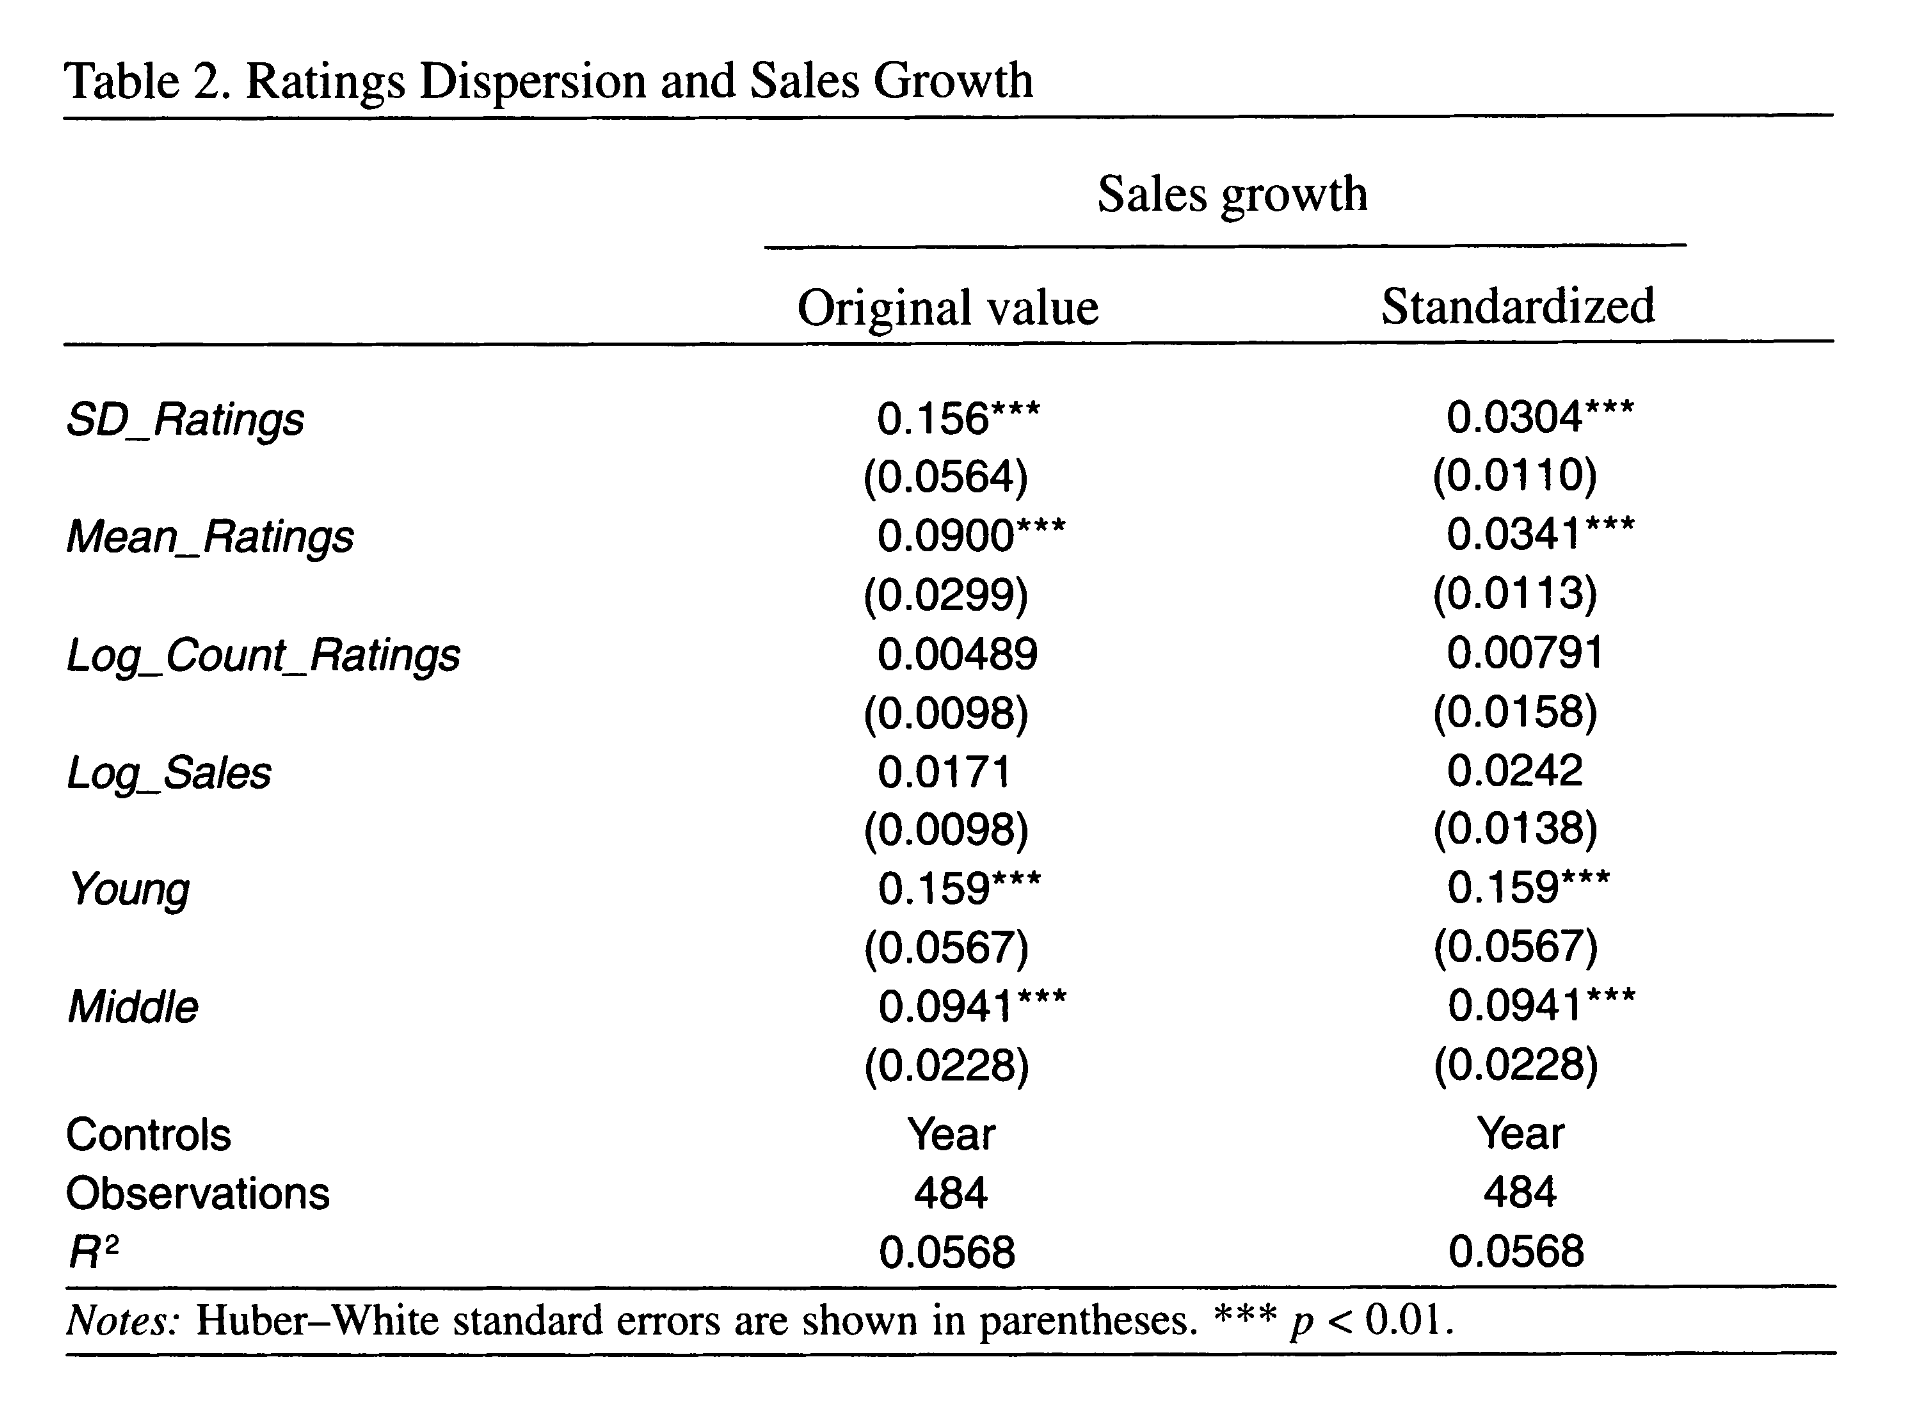 Table 2. Ratings Dispersion and Sales Growth
Sales growth
Original value Standardized
SD_Ratings 0.156*** 0.0304***
(0.0564) (0.0110)
Mean_Ratings 0.0900*** 0.0341***
(0.0299) (0.0113)
Log_Count_Ratings 0.00489 0.00791
(0.0098) (0.0158)
Log_Sales 0.0171 0.0242
(0.0098) (0.0138)
Young 0.159*** 0.159***
(0.0567) (0.0567)
Middle 0.0941*** 0.0941***
(0.0228) (0.0228)
Controls Year Year
Observations 484 484
R² 0.0568 0.0568
Notes: Huber–White standard errors are shown in parentheses. *** p < 0.01.